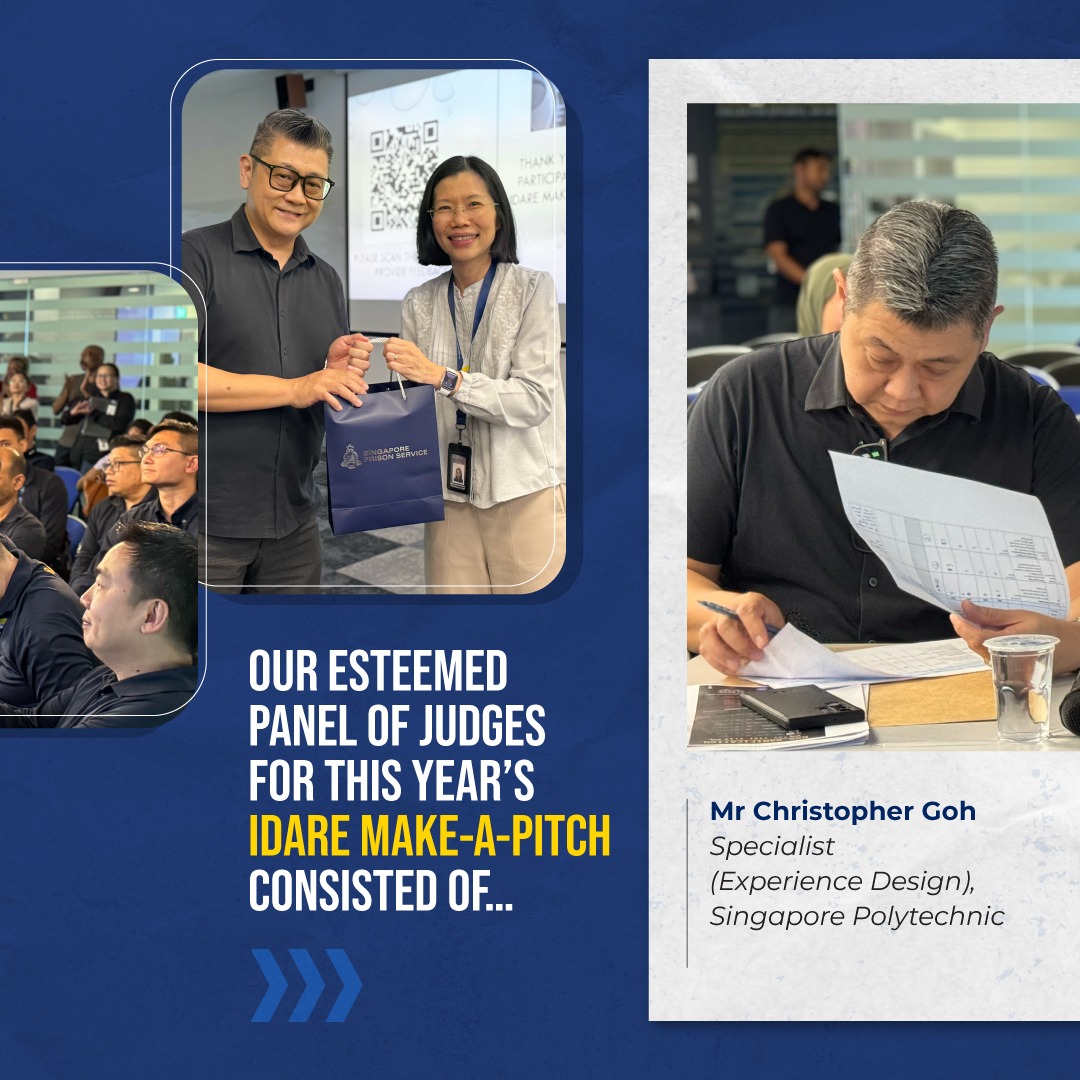 THANK
PARTICIPA
IDARE MAK
PLEASE SCAN
PROVIDE FEEDBA
SINGAPORE
PRISON SERVICE
OUR ESTEEMED
PANEL OF JUDGES
FOR THIS YEAR’S
IDARE MAKE-A-PITCH
CONSISTED OF...
Mr Christopher Goh
Specialist
(Experience Design),
Singapore Polytechnic